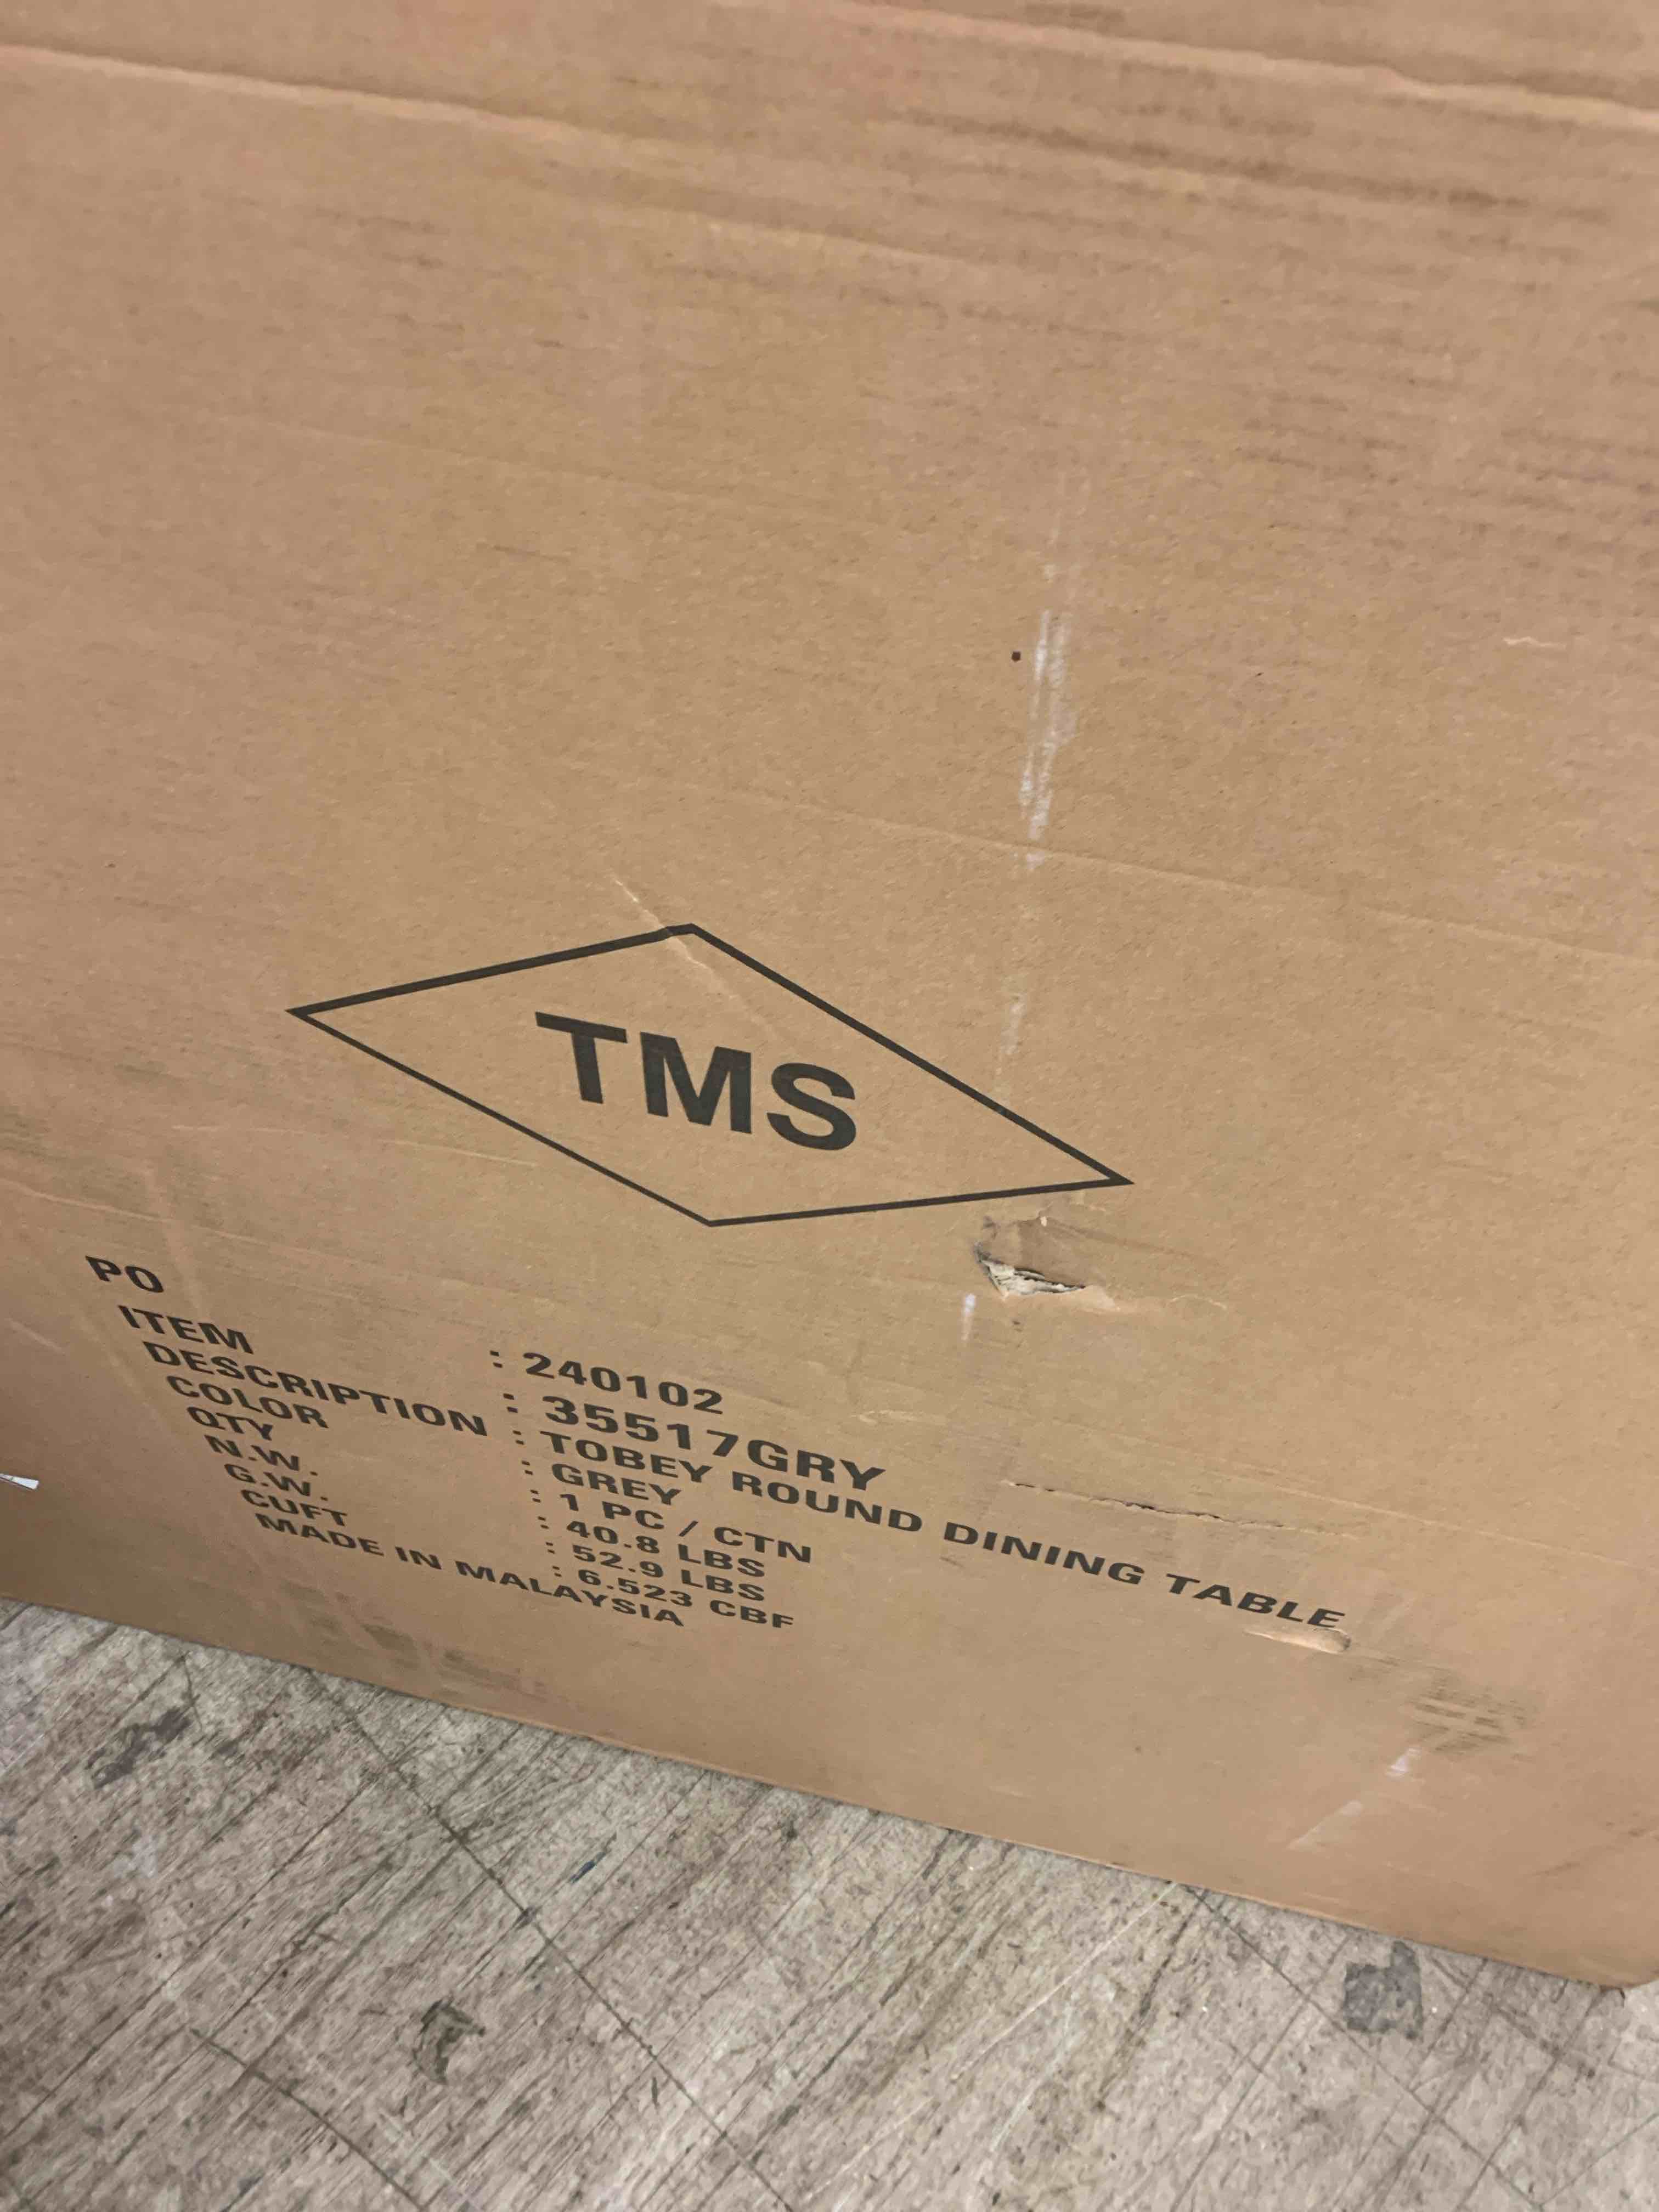 TMS
PO : 240102
ITEM : 35517GRY
DESCRIPTION : TOBEY ROUND DINING TABLE
COLOR : GREY
QTY : 1 PC / CTN
N.W. : 40.8 LBS
G.W. : 52.9 LBS
CUFT : 6.523 CBF
MADE IN MALAYSIA